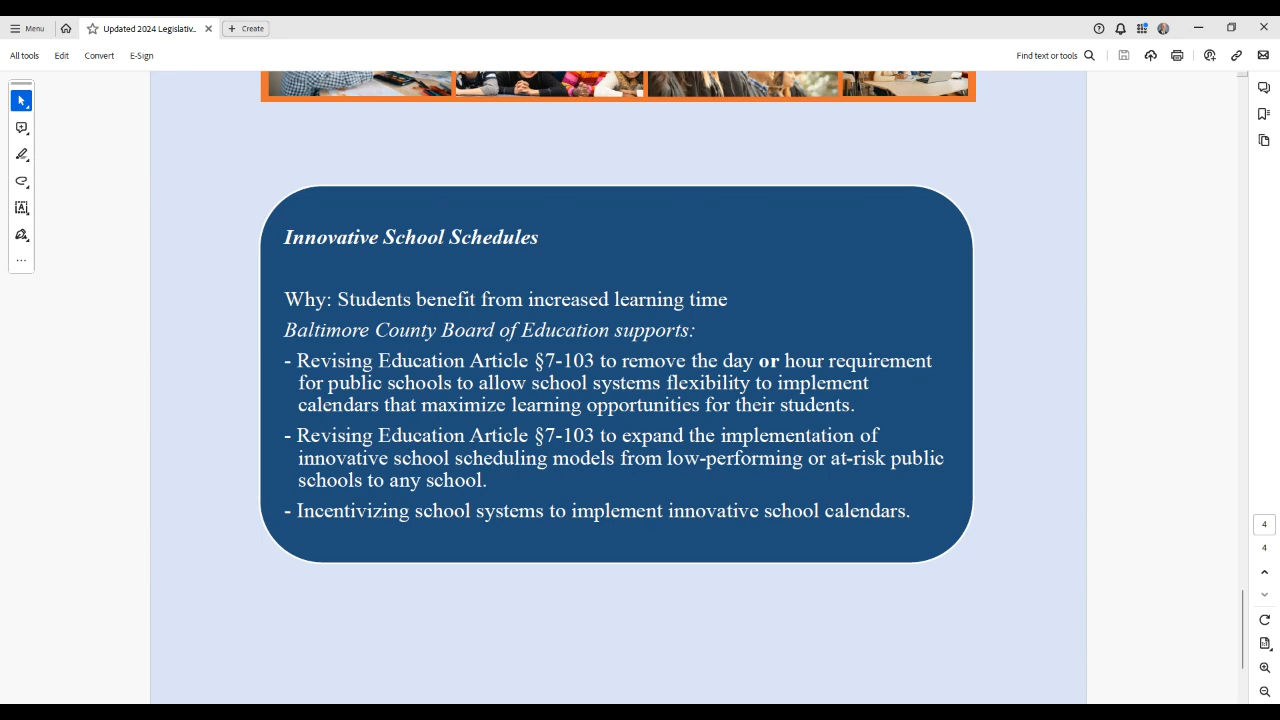 Menu
Updated 2024 Legislativ..
Create
All tools
Edit
Convert
E-Sign
Find text or tools
Innovative School Schedules
Why: Students benefit from increased learning time
Baltimore County Board of Education supports:
- Revising Education Article §7-103 to remove the day or hour requirement
for public schools to allow school systems flexibility to implement
calendars that maximize learning opportunities for their students.
- Revising Education Article §7-103 to expand the implementation of
innovative school scheduling models from low-performing or at-risk public
schools to any school.
- Incentivizing school systems to implement innovative school calendars.
4
4